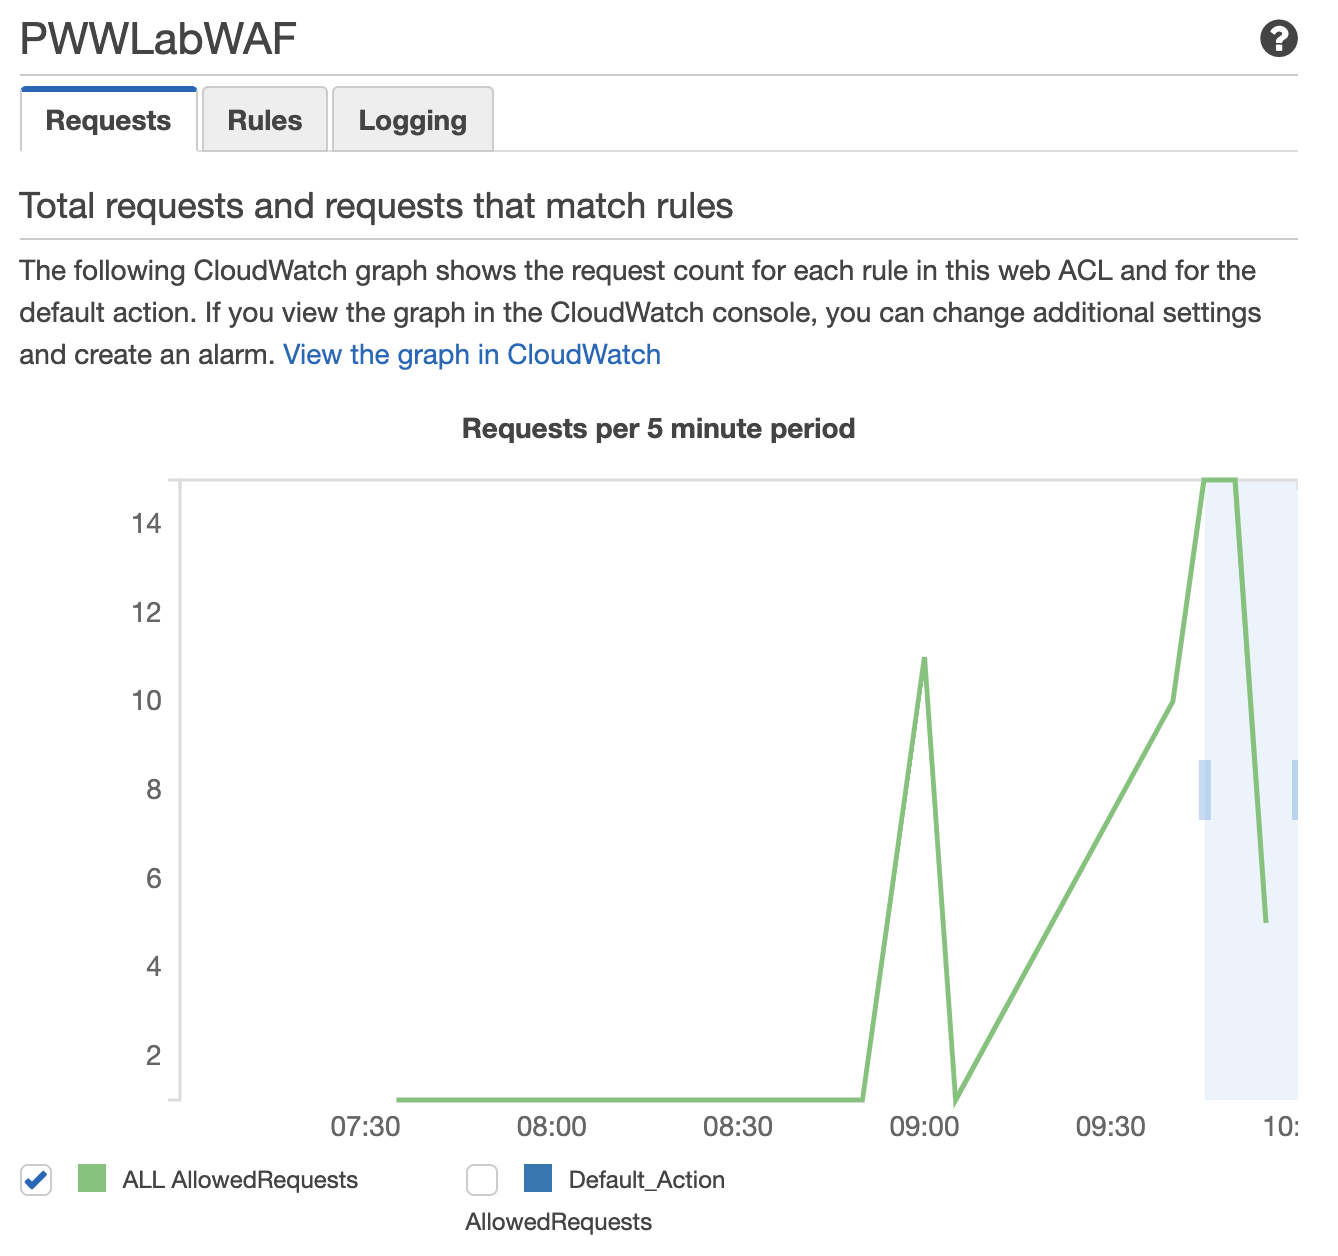 PWWLabWAF
?
Requests Rules Logging
Total requests and requests that match rules
The following CloudWatch graph shows the request count for each rule in this web ACL and for the
default action. If you view the graph in the CloudWatch console, you can change additional settings
and create an alarm. View the graph in CloudWatch
Requests per 5 minute period
14
12
10
8
6
4
2
07:30 08:00 08:30 09:00 09:30 10:
ALL AllowedRequests Default_Action
AllowedRequests